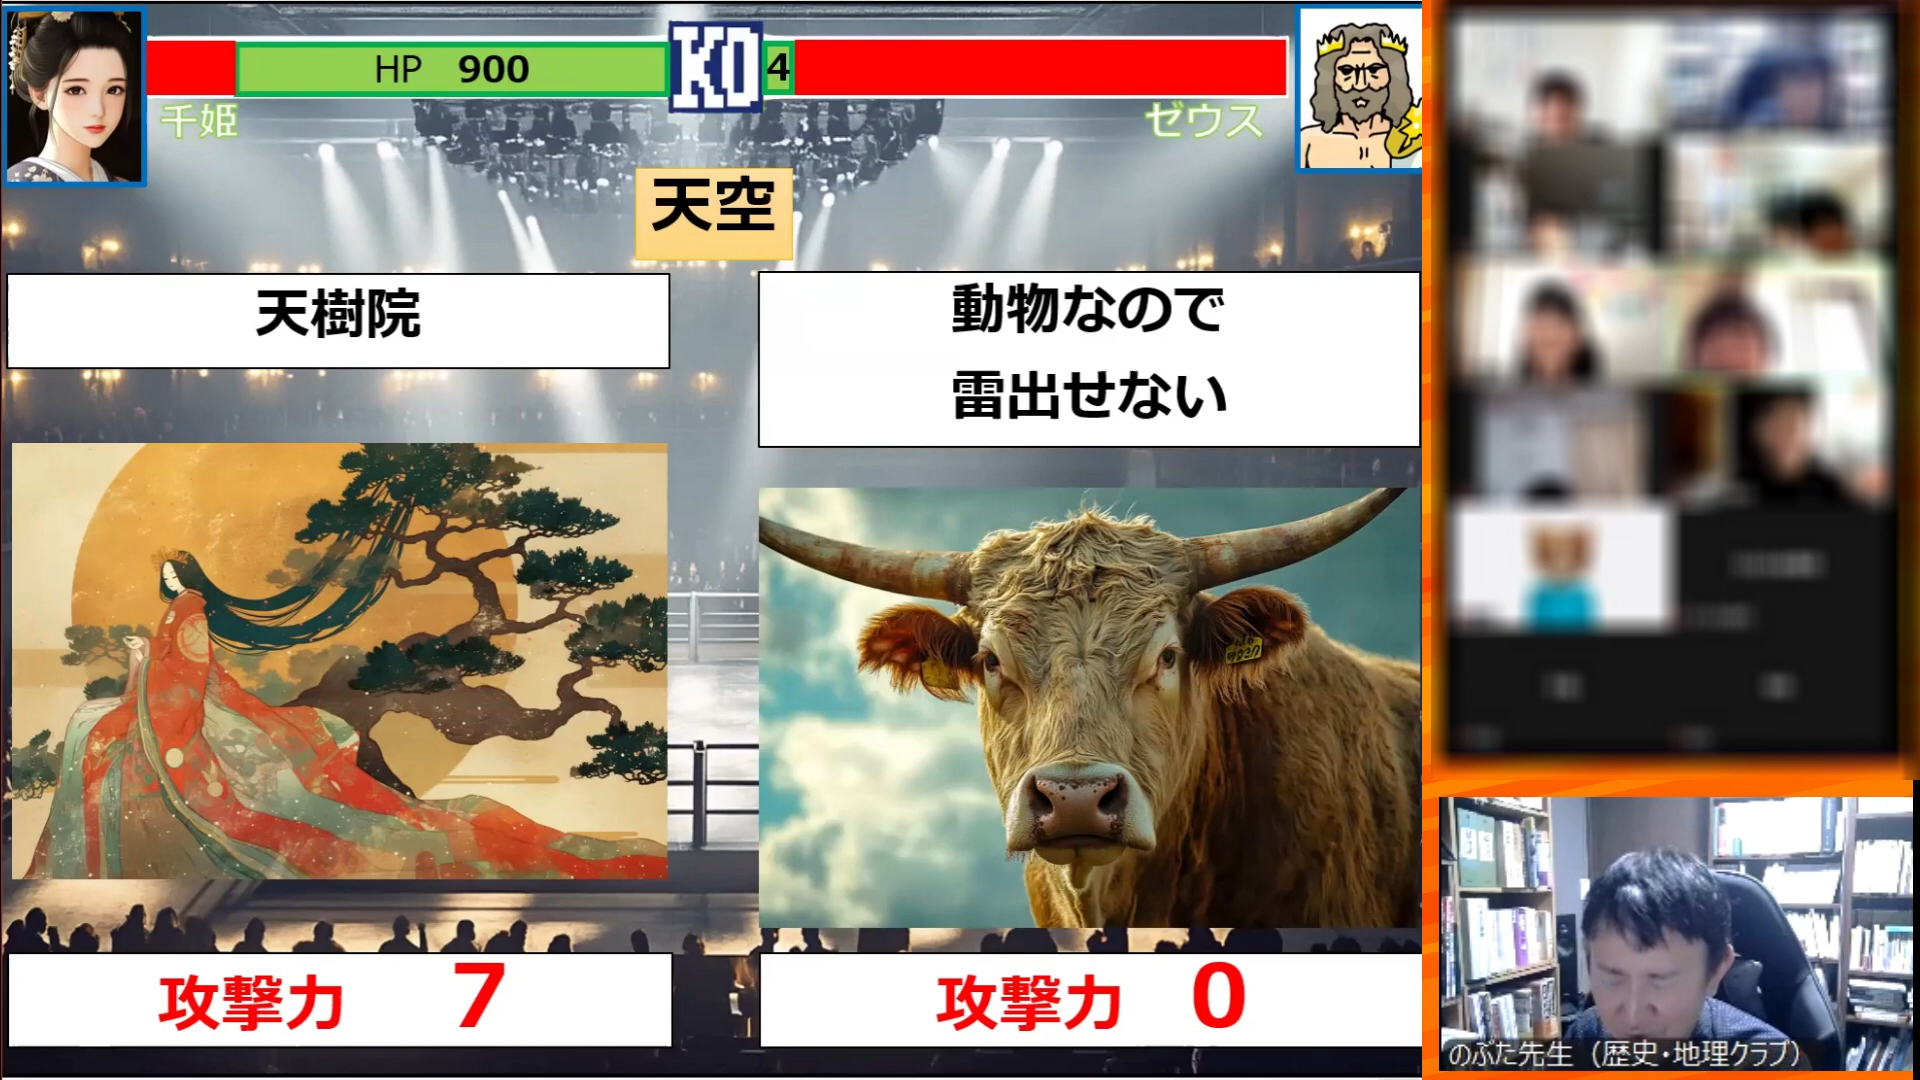 HP 900
KO
4
千姫
ゼウス
天空
天樹院
動物なので
雷出せない
攻撃力 7
攻撃力 0
のぶた先生（歴史・地理クラブ）